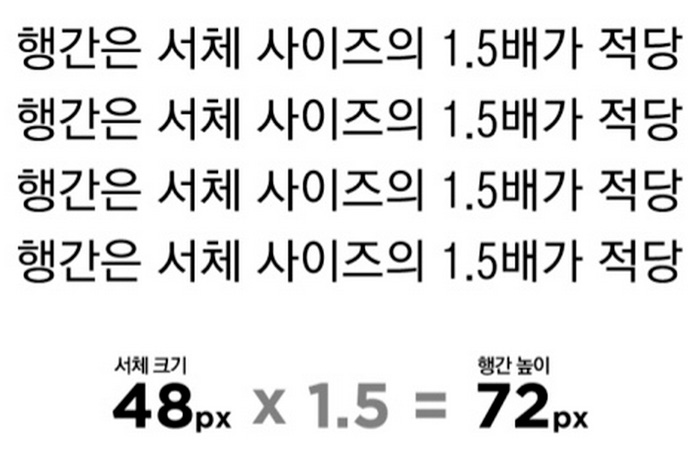 행간은 서체 사이즈의 1.5배가 적당
행간은 서체 사이즈의 1.5배가 적당
행간은 서체 사이즈의 1.5배가 적당
행간은 서체 사이즈의 1.5배가 적당
서체 크기 행간 높이
48px x 1.5 = 72px